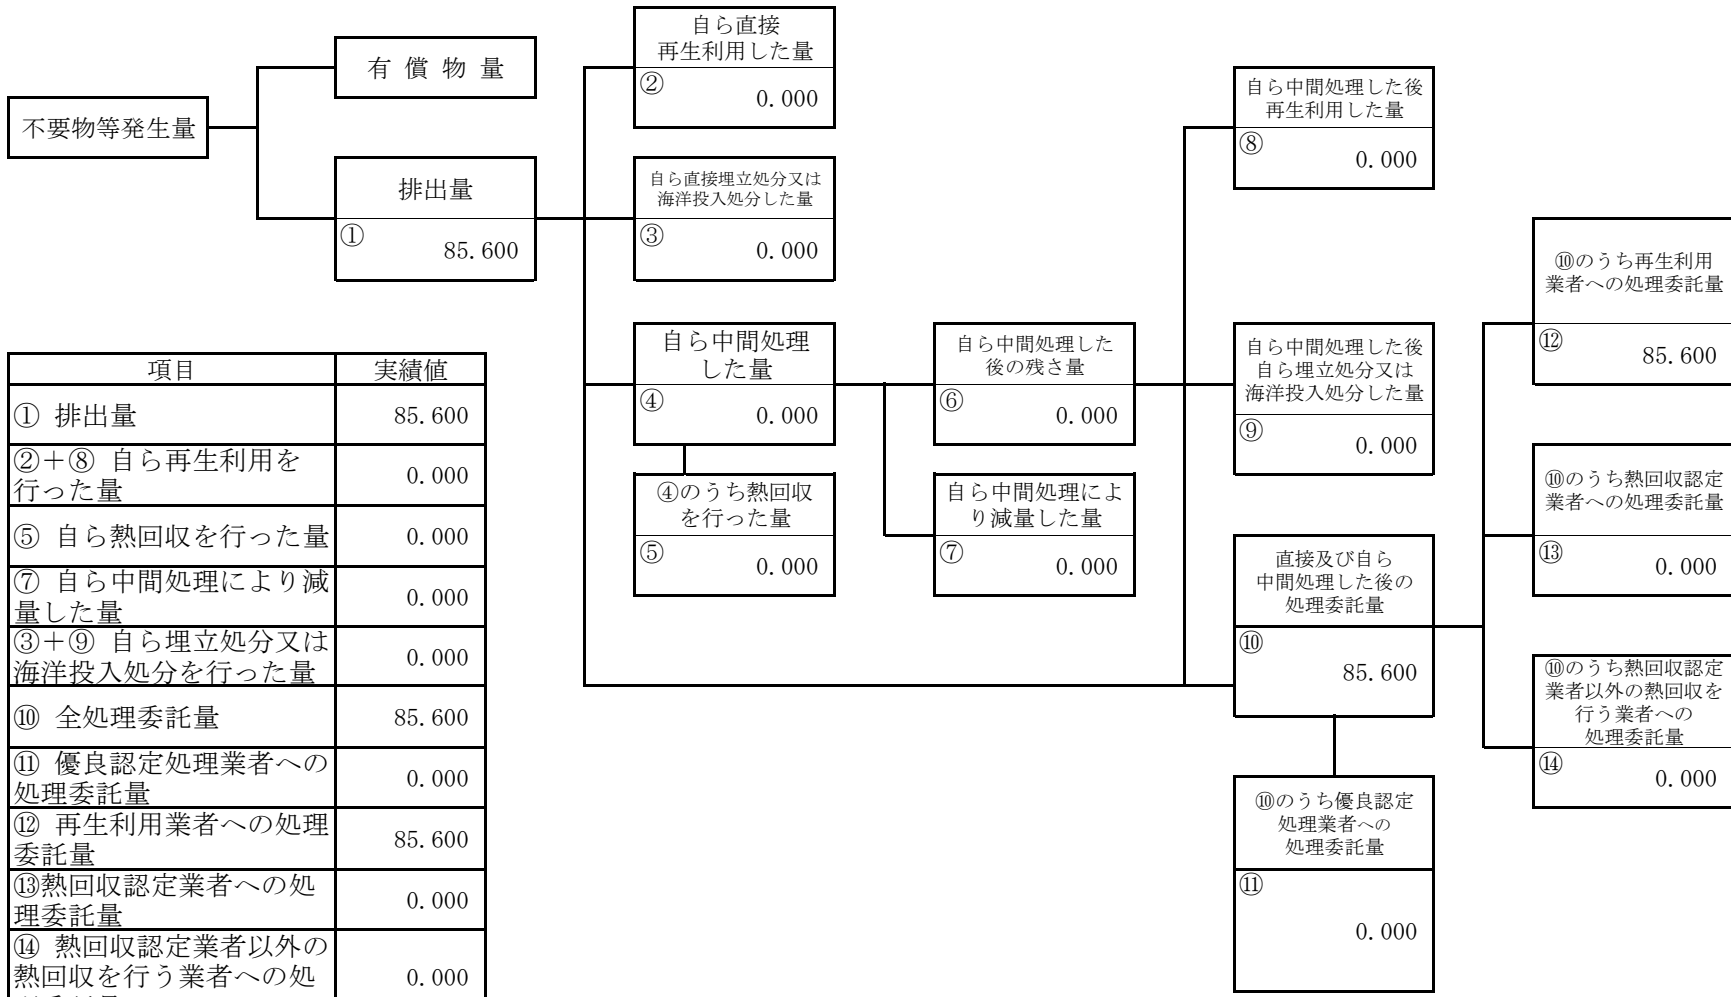 不要物等発生量
有 償 物 量
排出量
①
85.600
自ら直接
再生利用した量
②
0.000
自ら直接埋立処分又は
海洋投入処分した量
③
0.000
自ら中間処理
した量
④
0.000
④のうち熱回収
を行った量
⑤
0.000
自ら中間処理した
後の残さ量
⑥
0.000
自ら中間処理によ
り減量した量
⑦
0.000
自ら中間処理した後
再生利用した量
⑧
0.000
自ら中間処理した後
自ら埋立処分又は
海洋投入処分した量
⑨
0.000
直接及び自ら
中間処理した後の
処理委託量
⑩
85.600
⑩のうち優良認定
処理業者への
処理委託量
⑪
0.000
⑩のうち再生利用
業者への処理委託量
⑫
85.600
⑩のうち熱回収認定
業者への処理委託量
⑬
0.000
⑩のうち熱回収認定
業者以外の熱回収を
行う業者への
処理委託量
⑭
0.000
項目 実績値
① 排出量 85.600
②+⑧ 自ら再生利用を
行った量 0.000
⑤ 自ら熱回収を行った量 0.000
⑦ 自ら中間処理により減
量した量 0.000
③+⑨ 自ら埋立処分又は
海洋投入処分を行った量 0.000
⑩ 全処理委託量 85.600
⑪ 優良認定処理業者への
処理委託量 0.000
⑫ 再生利用業者への処理
委託量 85.600
⑬熱回収認定業者への処
理委託量 0.000
⑭ 熱回収認定業者以外の
熱回収を行う業者への処 0.000